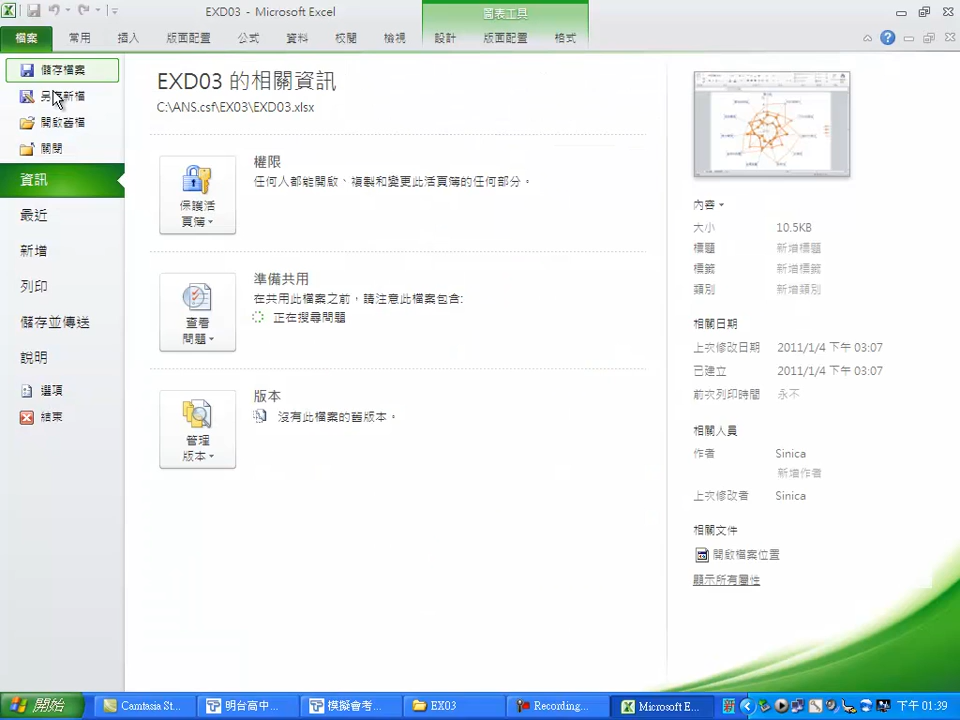 EXD03 - Microsoft Excel
圖表工具
檔案 常用 插入 版面配置 公式 資料 校閱 檢視 設計 版面配置 格式
儲存檔案
另存新檔
開啟舊檔
關閉
資訊
最近
新增
列印
儲存並傳送
說明
選項
結束
EXD03 的相關資訊
C:\ANS.csf\EX03\EXD03.xlsx
保護活頁簿
權限
任何人都能開啟、複製和變更此活頁簿的任何部分。
查看問題
準備共用
在共用此檔案之前,請注意此檔案包含:
正在搜尋問題
管理版本
版本
沒有此檔案的舊版本。
內容
大小 10.5KB
標題 新增標題
標籤 新增標籤
類別 新增類別
相關日期
上次修改日期 2011/1/4 下午 03:07
已建立 2011/1/4 下午 03:07
前次列印時間 永不
相關人員
作者 Sinica
新增作者
上次修改者 Sinica
相關文件
開啟檔案位置
顯示所有屬性
開始 Camtasia St... 明台高中... 模擬會考... EX03 Recording... Microsoft E... 下午 01:39